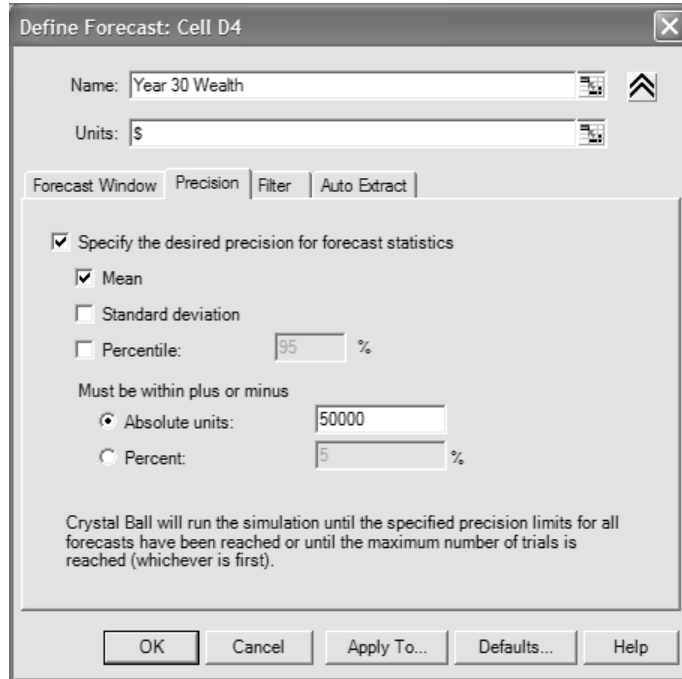 Define Forecast: Cell D4
Name: Year 30 Wealth
Units: $
Forecast Window Precision Filter Auto Extract
Specify the desired precision for forecast statistics
Mean
Standard deviation
Percentile: 95 %
Must be within plus or minus
Absolute units: 50000
Percent: 5 %
Crystal Ball will run the simulation until the specified precision limits for all
forecasts have been reached or until the maximum number of trials is
reached (whichever is first).
OK Cancel Apply To... Defaults... Help